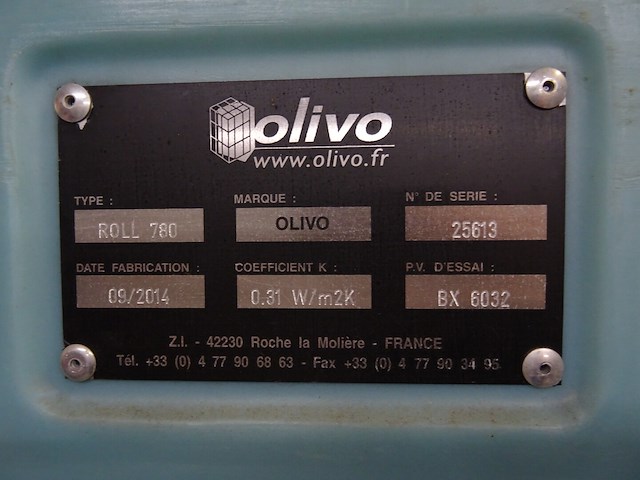 olivo
www.olivo.fr
TYPE : MARQUE : N° DE SERIE :
ROLL 780 OLIVO 25613
DATE FABRICATION : COEFFICIENT K : P.V. D'ESSAI :
09/2014 0.31 W/m2K BX 6032
Z.I. - 42230 Roche la Molière - FRANCE
Tél. +33 (0) 4 77 90 68 63 - Fax +33 (0) 4 77 90 34 95